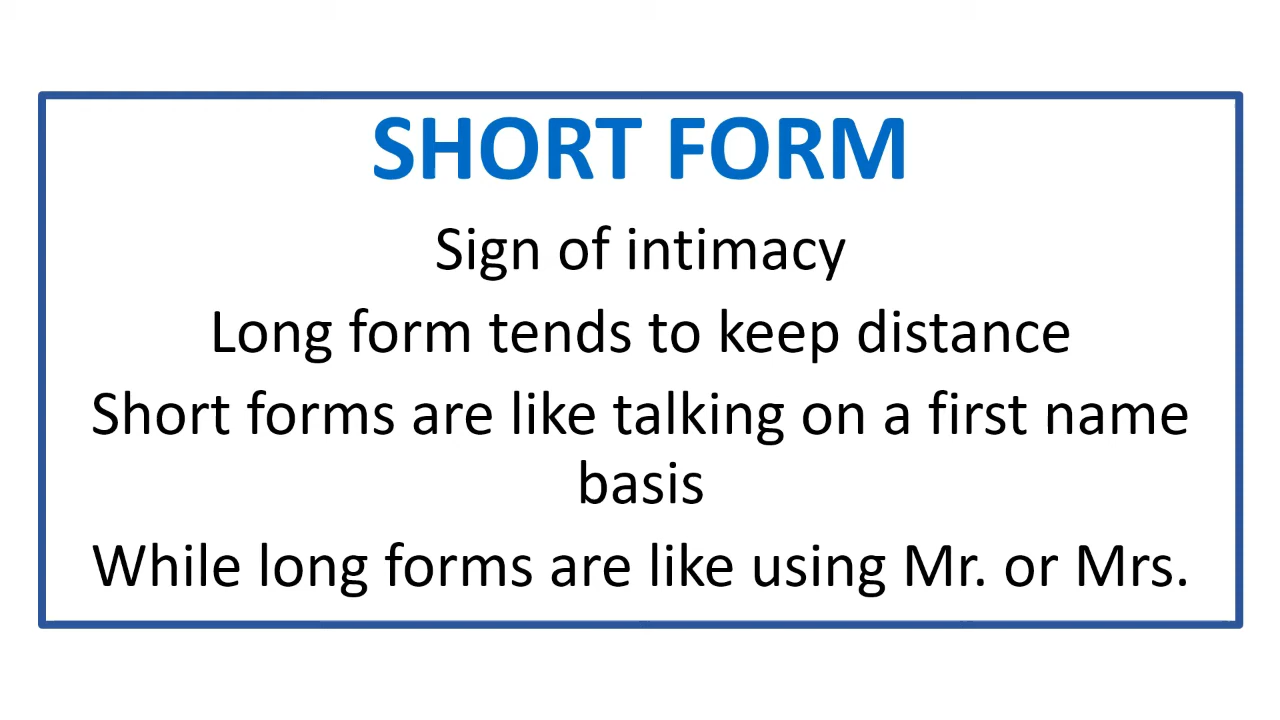 SHORT FORM
Sign of intimacy
Long form tends to keep distance
Short forms are like talking on a first name
basis
While long forms are like using Mr. or Mrs.